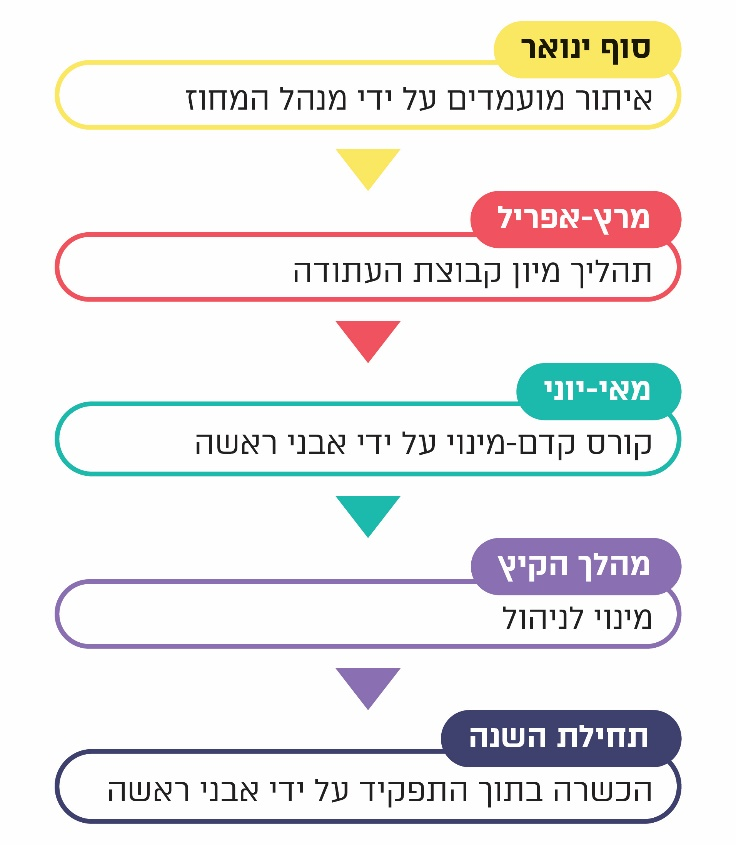 סוף ינואר
איתור מועמדים על ידי מנהל המחוז
מרץ-אפריל
תהליך מיון קבוצת העתודה
מאי-יוני
קורס קדם-מינוי על ידי אבני ראשה
מהלך הקיץ
מינוי לניהול
תחילת השנה
הכשרה בתוך התפקיד על ידי אבני ראשה